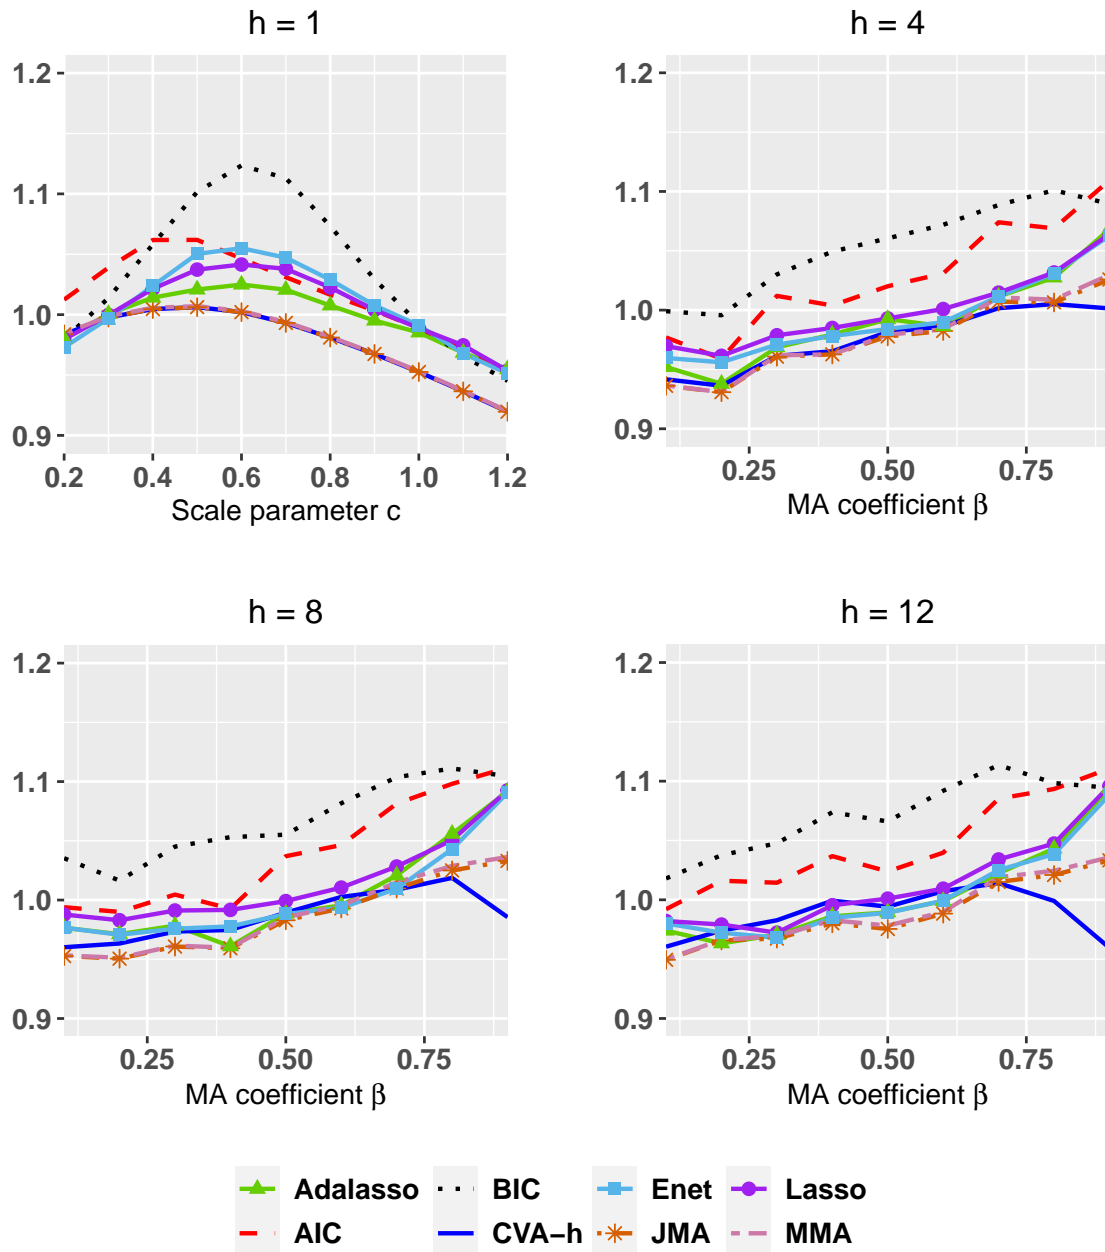 h = 1
h = 4
1.2
1.1
1.0
0.9
0.2 0.4 0.6 0.8 1.0 1.2
Scale parameter c
1.2
1.1
1.0
0.9
0.25 0.50 0.75
MA coefficient β
h = 8
h = 12
1.2
1.1
1.0
0.9
0.25 0.50 0.75
MA coefficient β
1.2
1.1
1.0
0.9
0.25 0.50 0.75
MA coefficient β
Adalasso BIC Enet Lasso
AIC CVA−h JMA MMA